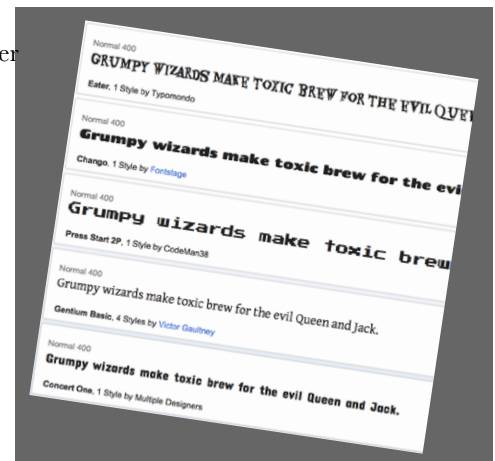 er
Normal 400
GRUMPY WIZARDS MAKE TOXIC BREW FOR THE EVIL QUEE
Eater, 1 Style by Typomondo
Normal 400
Grumpy wizards make toxic brew for the evi
Chango, 1 Style by Fontstage
Normal 400
Grumpy wizards make toxic brew
Press Start 2P, 1 Style by CodeMan38
Normal 400
Grumpy wizards make toxic brew for the evil Queen and Jack.
Gentium Basic, 4 Styles by Victor Gaultney
Normal 400
Grumpy wizards make toxic brew for the evil Queen and Jack.
Concert One, 1 Style by Multiple Designers